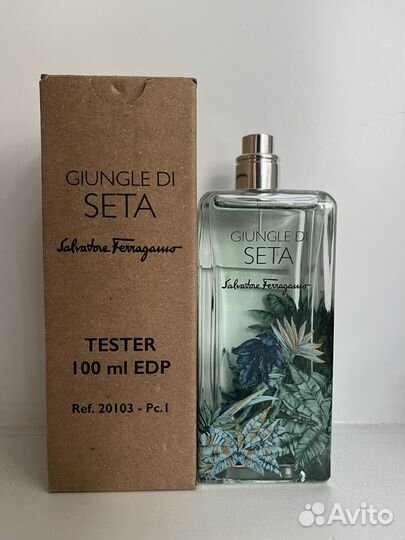 GIUNGLE DI
SETA
Salvatore Ferragamo
TESTER
100 ml EDP
Ref. 20103 - Pc.1
GIUNGLE DI
SETA
Salvatore Ferragamo
Avito